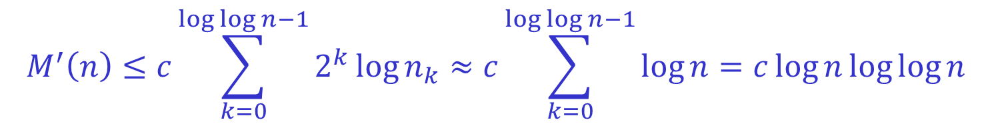 M′(n) ≤ c ∑_{k=0}^{log log n−1} 2^k log n_k ≈ c ∑_{k=0}^{log log n−1} log n = c log n log log n